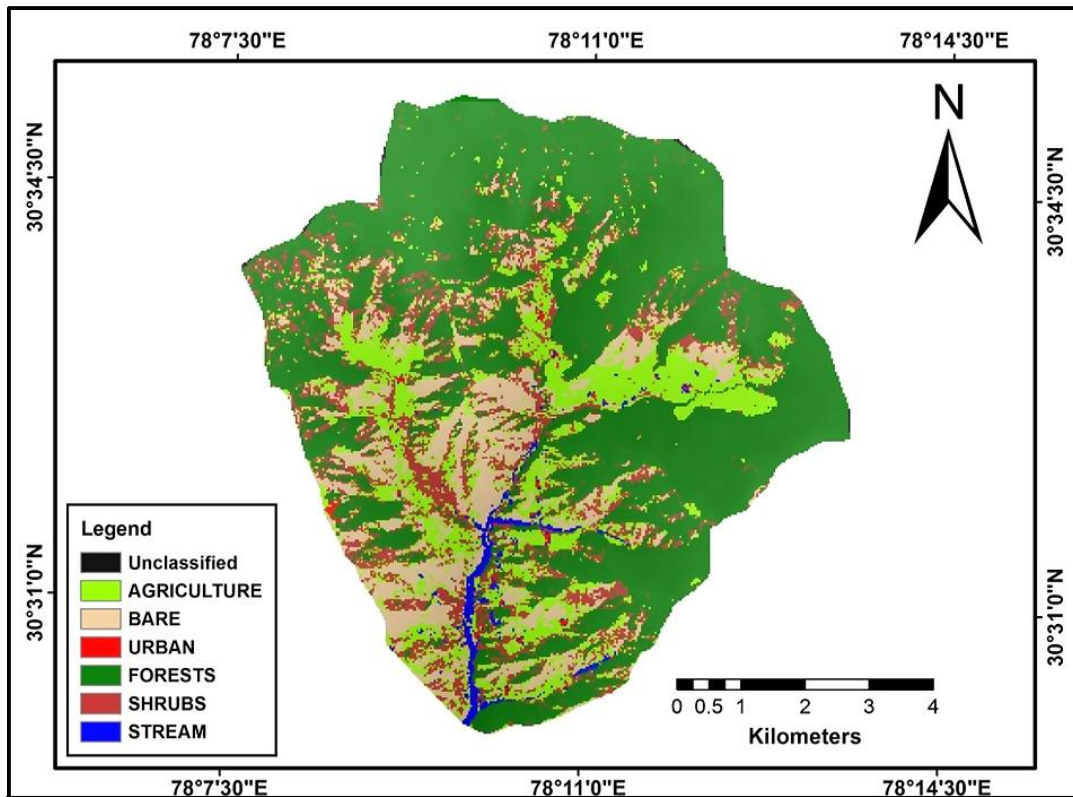 78°7'30"E 78°11'0"E 78°14'30"E
N
30°34'30"N
30°34'30"N
Legend
Unclassified
AGRICULTURE
BARE
URBAN
FORESTS
SHRUBS
STREAM
30°31'0"N
30°31'0"N
0 0.5 1 2 3 4
Kilometers
78°7'30"E 78°11'0"E 78°14'30"E